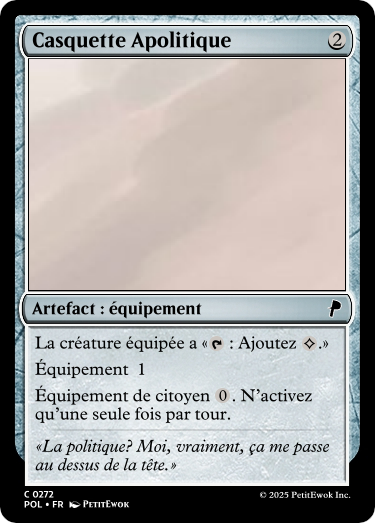 Casquette Apolitique 2
Artefact : équipement
La créature équipée a « : Ajoutez .»
Équipement 1
Équipement de citoyen 0. N'activez
qu'une seule fois par tour.
«La politique? Moi, vraiment, ça me passe
au dessus de la tête.»
C 0272
POL • FR PetitEwok
© 2025 PetitEwok Inc.